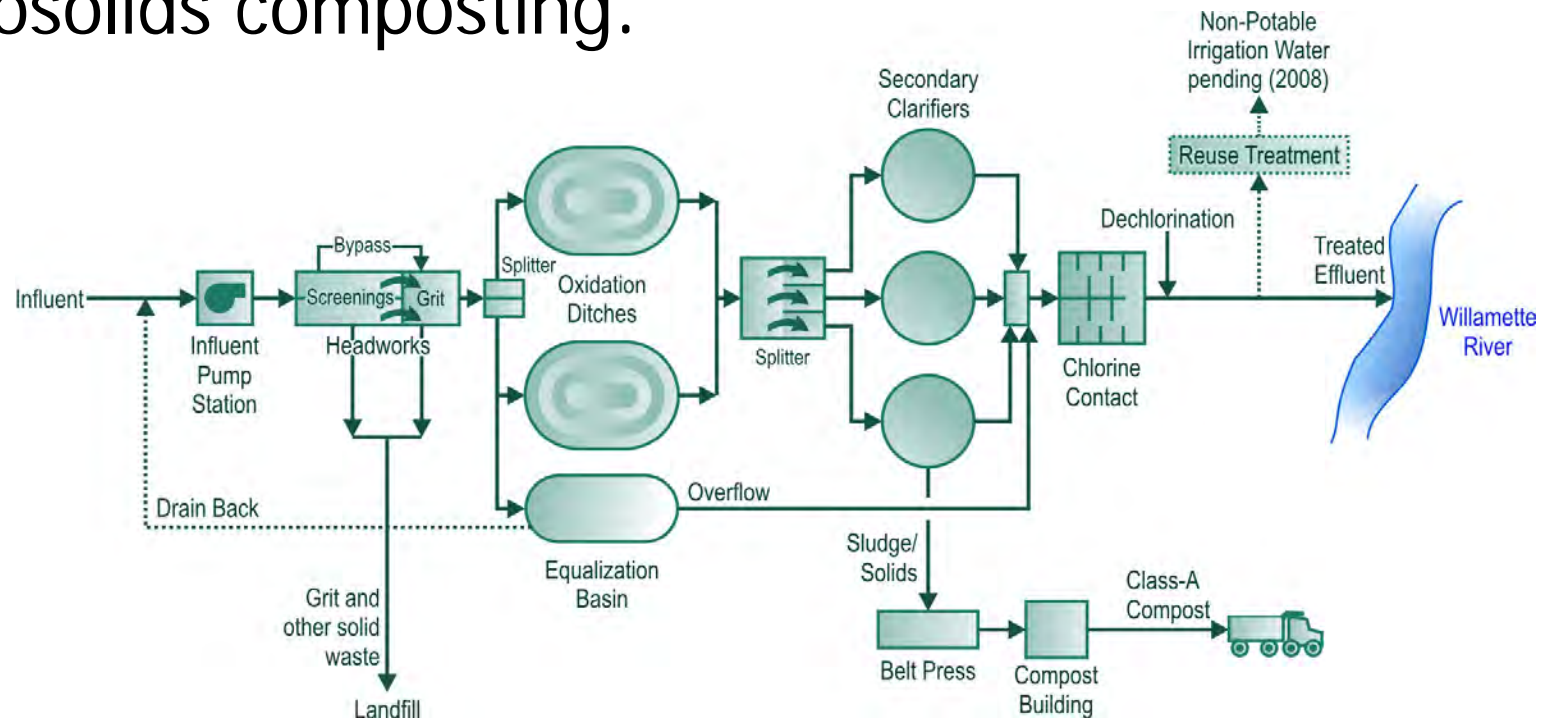 osolids composting.
Non-Potable
Irrigation Water
pending (2008)
Secondary
Clarifiers
Reuse Treatment
Dechlorination
Bypass
Splitter
Treated
Effluent
Influent
Screenings
Grit
Oxidation
Ditches
Willamette
River
Influent
Pump
Station
Headworks
Splitter
Chlorine
Contact
Drain Back
Overflow
Equalization
Basin
Sludge/
Solids
Class-A
Compost
Grit and
other solid
waste
Belt Press
Compost
Building
Landfill